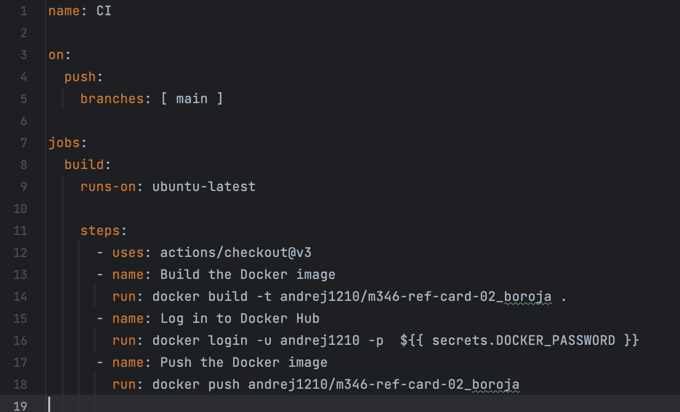 1 name: CI
2
3 on:
4   push:
5     branches: [ main ]
6
7 jobs:
8   build:
9     runs-on: ubuntu-latest
10
11     steps:
12       - uses: actions/checkout@v3
13       - name: Build the Docker image
14         run: docker build -t andrej1210/m346-ref-card-02_boroja .
15       - name: Log in to Docker Hub
16         run: docker login -u andrej1210 -p  ${{ secrets.DOCKER_PASSWORD }}
17       - name: Push the Docker image
18         run: docker push andrej1210/m346-ref-card-02_boroja
19